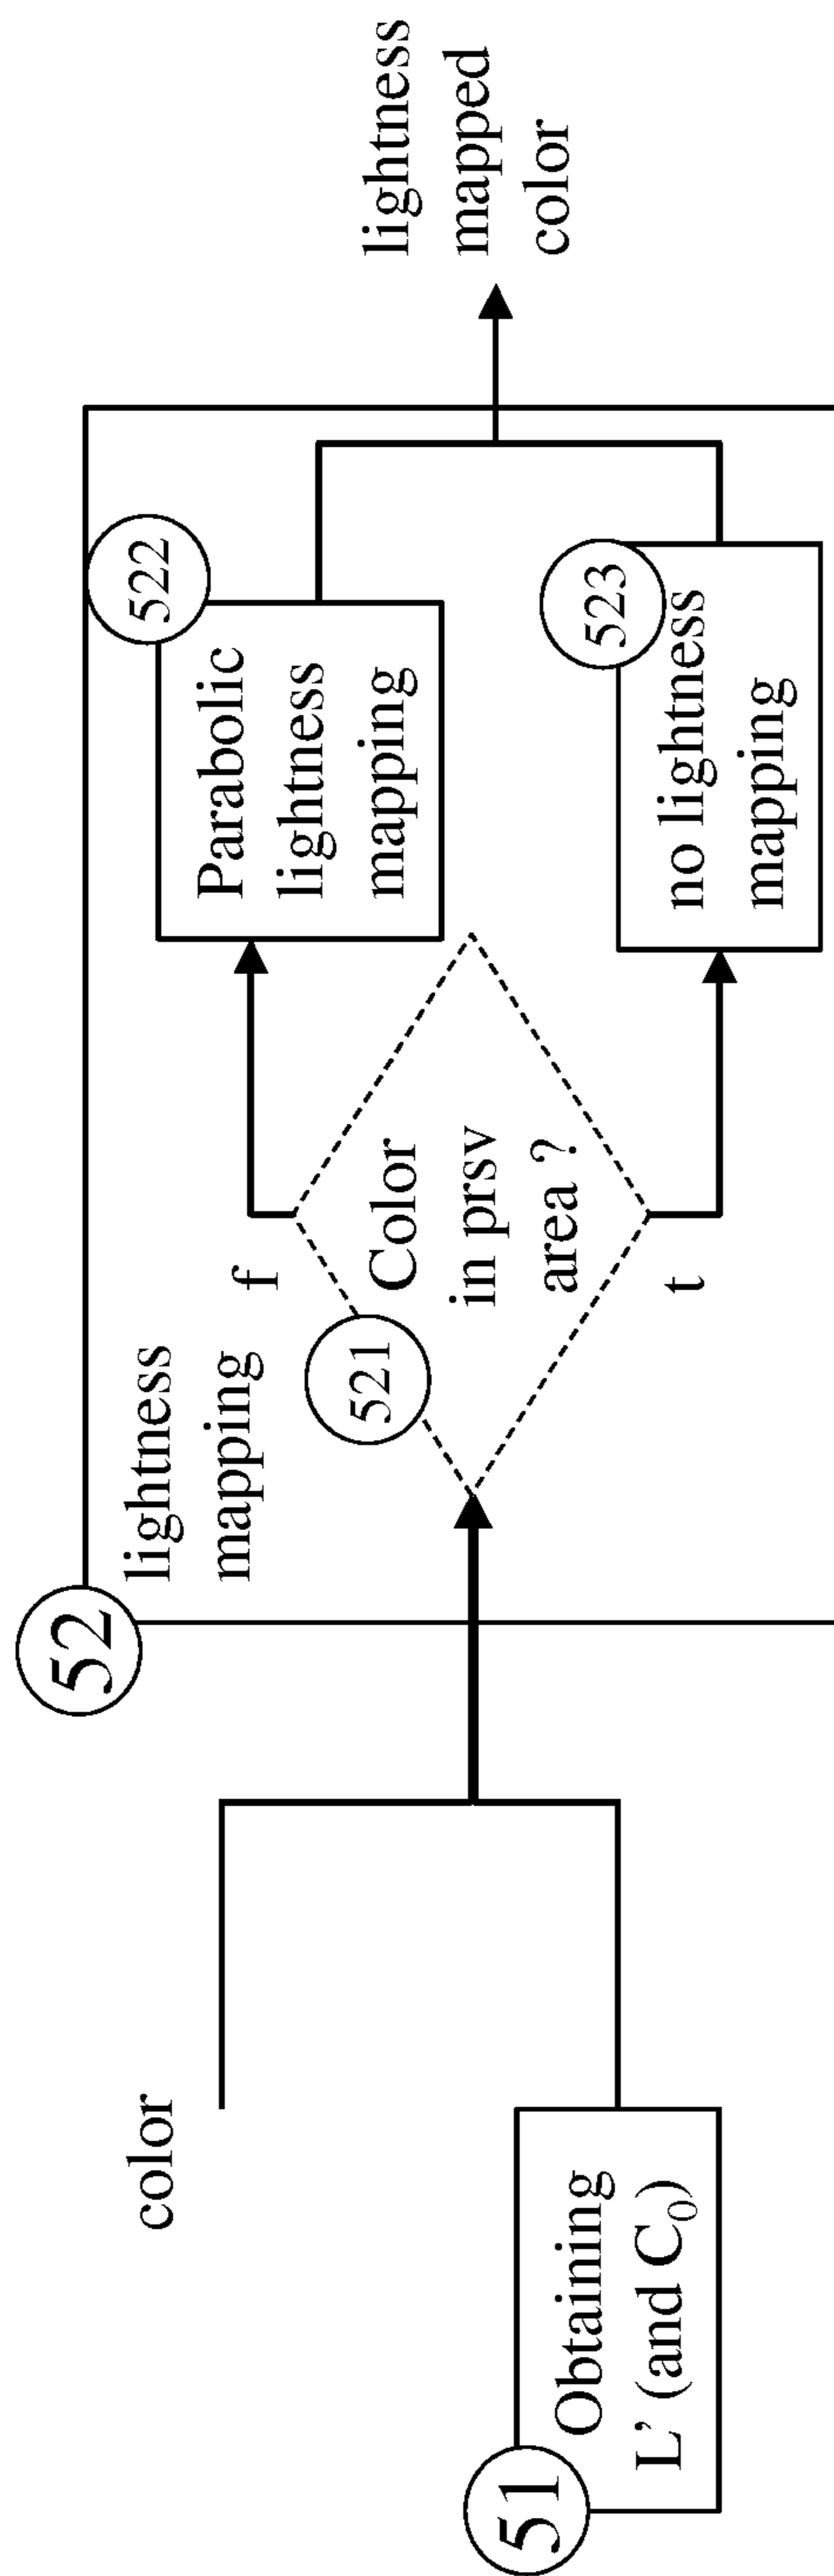 color
51
Obtaining
L’ (and C₀)
52
lightness
mapping
521
Color
in prsv
area ?
f
t
522
Parabolic
lightness
mapping
523
no lightness
mapping
lightness
mapped
color